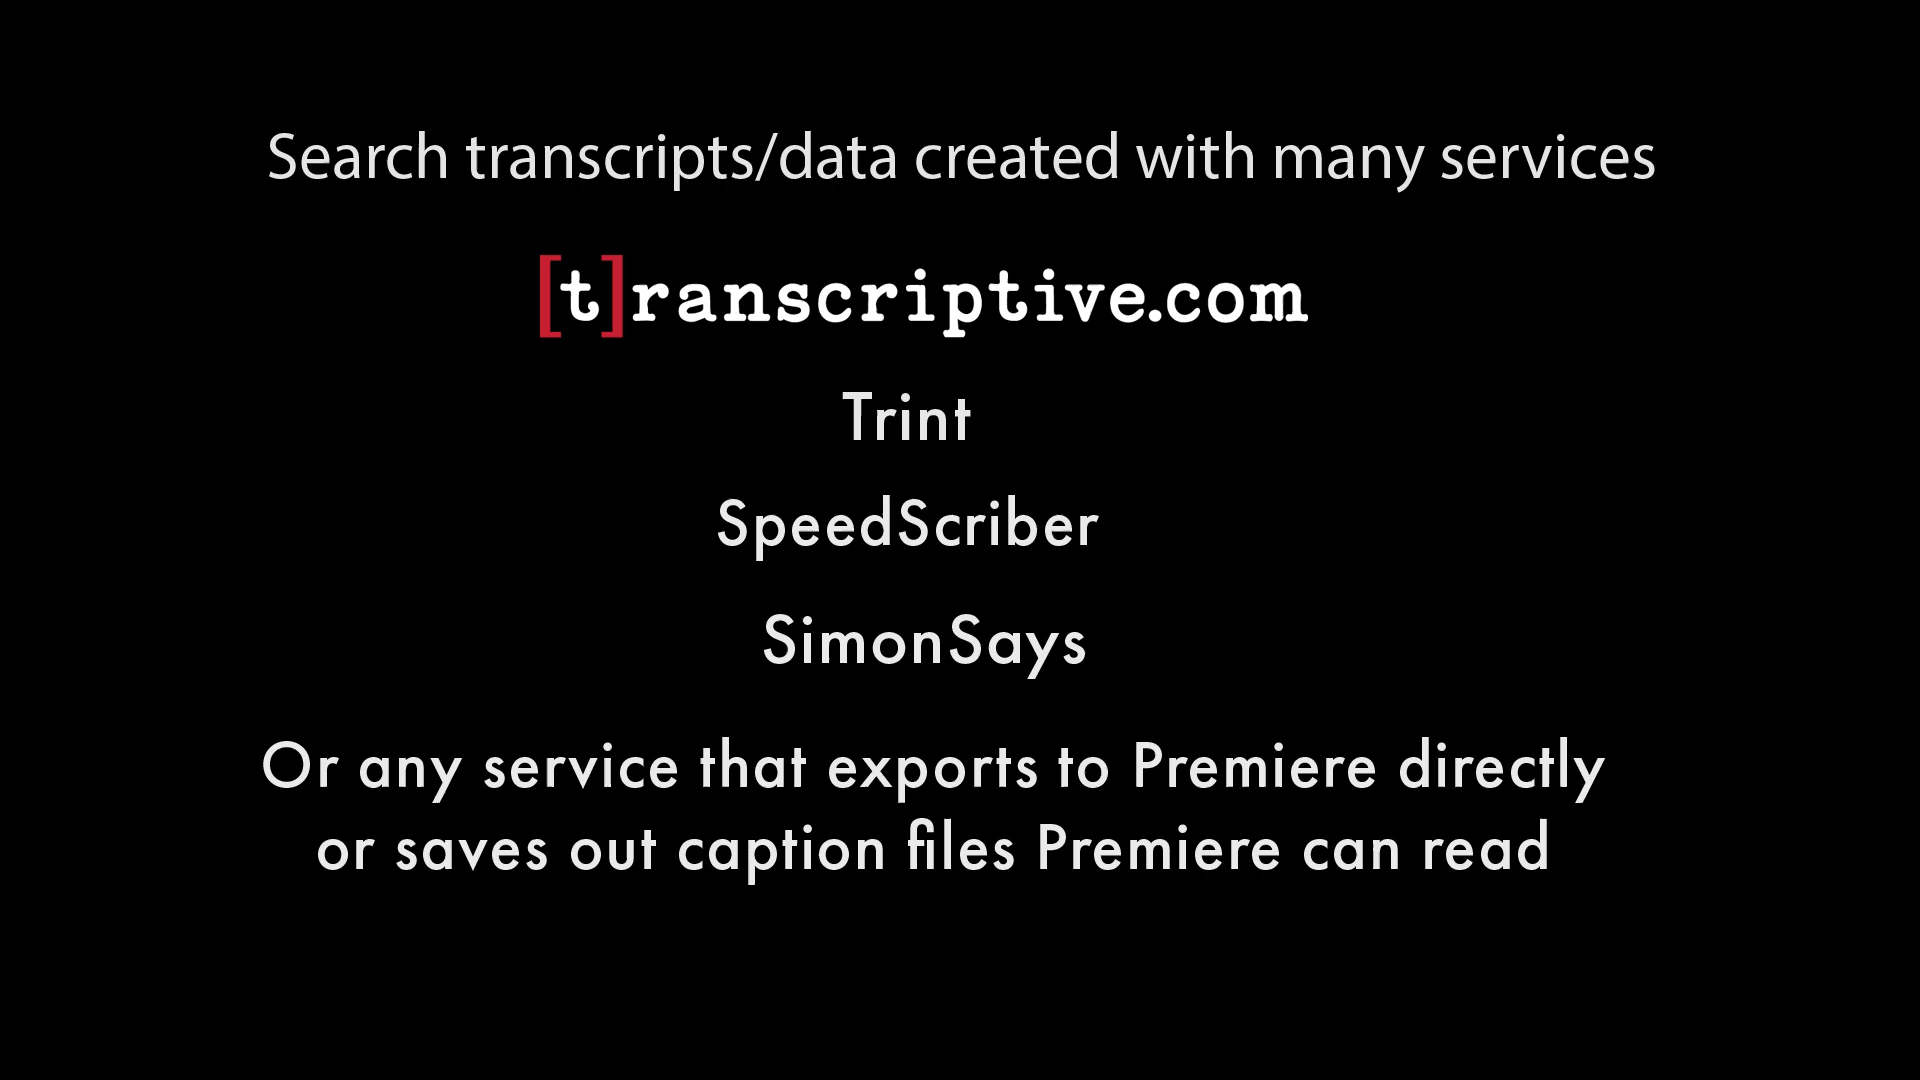 Search transcripts/data created with many services
[t]ranscriptive.com
Trint
SpeedScriber
SimonSays
Or any service that exports to Premiere directly
or saves out caption files Premiere can read